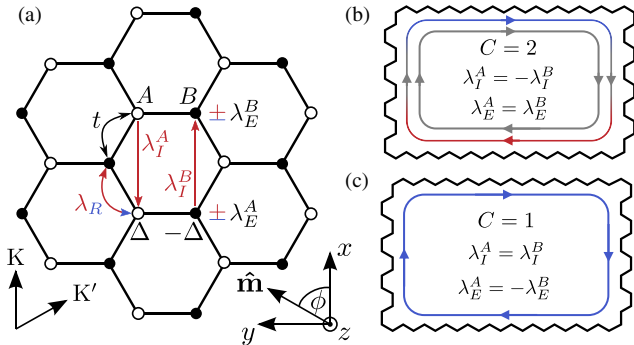 (a)
A
B
± λ_E^B
t
λ_I^A
λ_I^B
λ_R
± λ_E^A
Δ
−Δ
K
K′
m̂
ϕ
x
y
z
(b)
C = 2
λ_I^A = −λ_I^B
λ_E^A = λ_E^B
(c)
C = 1
λ_I^A = λ_I^B
λ_E^A = −λ_E^B